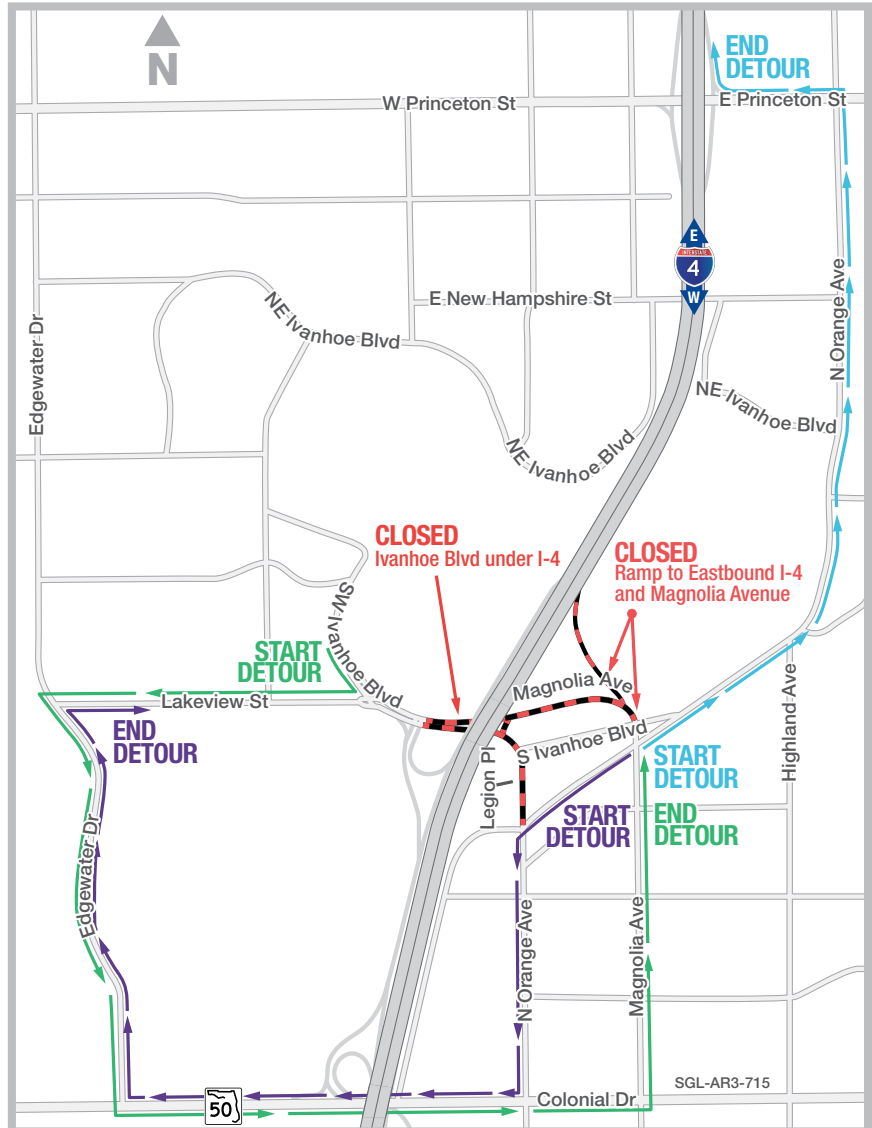 N
END
DETOUR
W Princeton St
E Princeton St
E
INTERSTATE
4
W
E New Hampshire St
NE Ivanhoe Blvd
N Orange Ave
Edgewater Dr
NE Ivanhoe Blvd
NE Ivanhoe Blvd
CLOSED
Ivanhoe Blvd under I-4
CLOSED
Ramp to Eastbound I-4
and Magnolia Avenue
SW Ivanhoe Blvd
START
DETOUR
Lakeview St
Magnolia Ave
END
DETOUR
S Ivanhoe Blvd
Legion Pl
Highland Ave
START
DETOUR
START
DETOUR
END
DETOUR
Edgewater Dr
N Orange Ave
Magnolia Ave
SGL-AR3-715
50
Colonial Dr